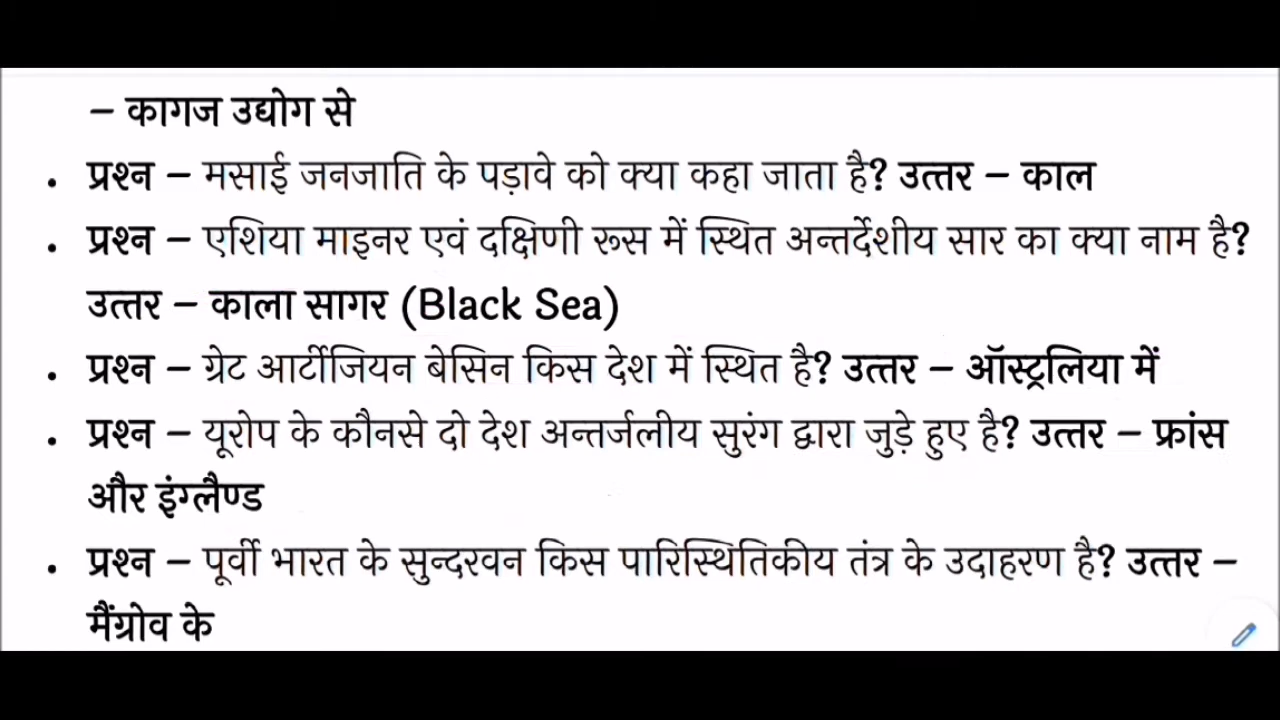 – कागज उद्योग से
• प्रश्न – मसाई जनजाति के पड़ावे को क्या कहा जाता है? उत्तर – काल
• प्रश्न – एशिया माइनर एवं दक्षिणी रूस में स्थित अन्तर्देशीय सार का क्या नाम है?
उत्तर – काला सागर (Black Sea)
• प्रश्न – ग्रेट आर्टीजियन बेसिन किस देश में स्थित है? उत्तर – ऑस्ट्रलिया में
• प्रश्न – यूरोप के कौनसे दो देश अन्तर्जलीय सुरंग द्वारा जुड़े हुए है? उत्तर – फ्रांस
और इंग्लैण्ड
• प्रश्न – पूर्वी भारत के सुन्दरवन किस पारिस्थितिकीय तंत्र के उदाहरण है? उत्तर –
मैंग्रोव के